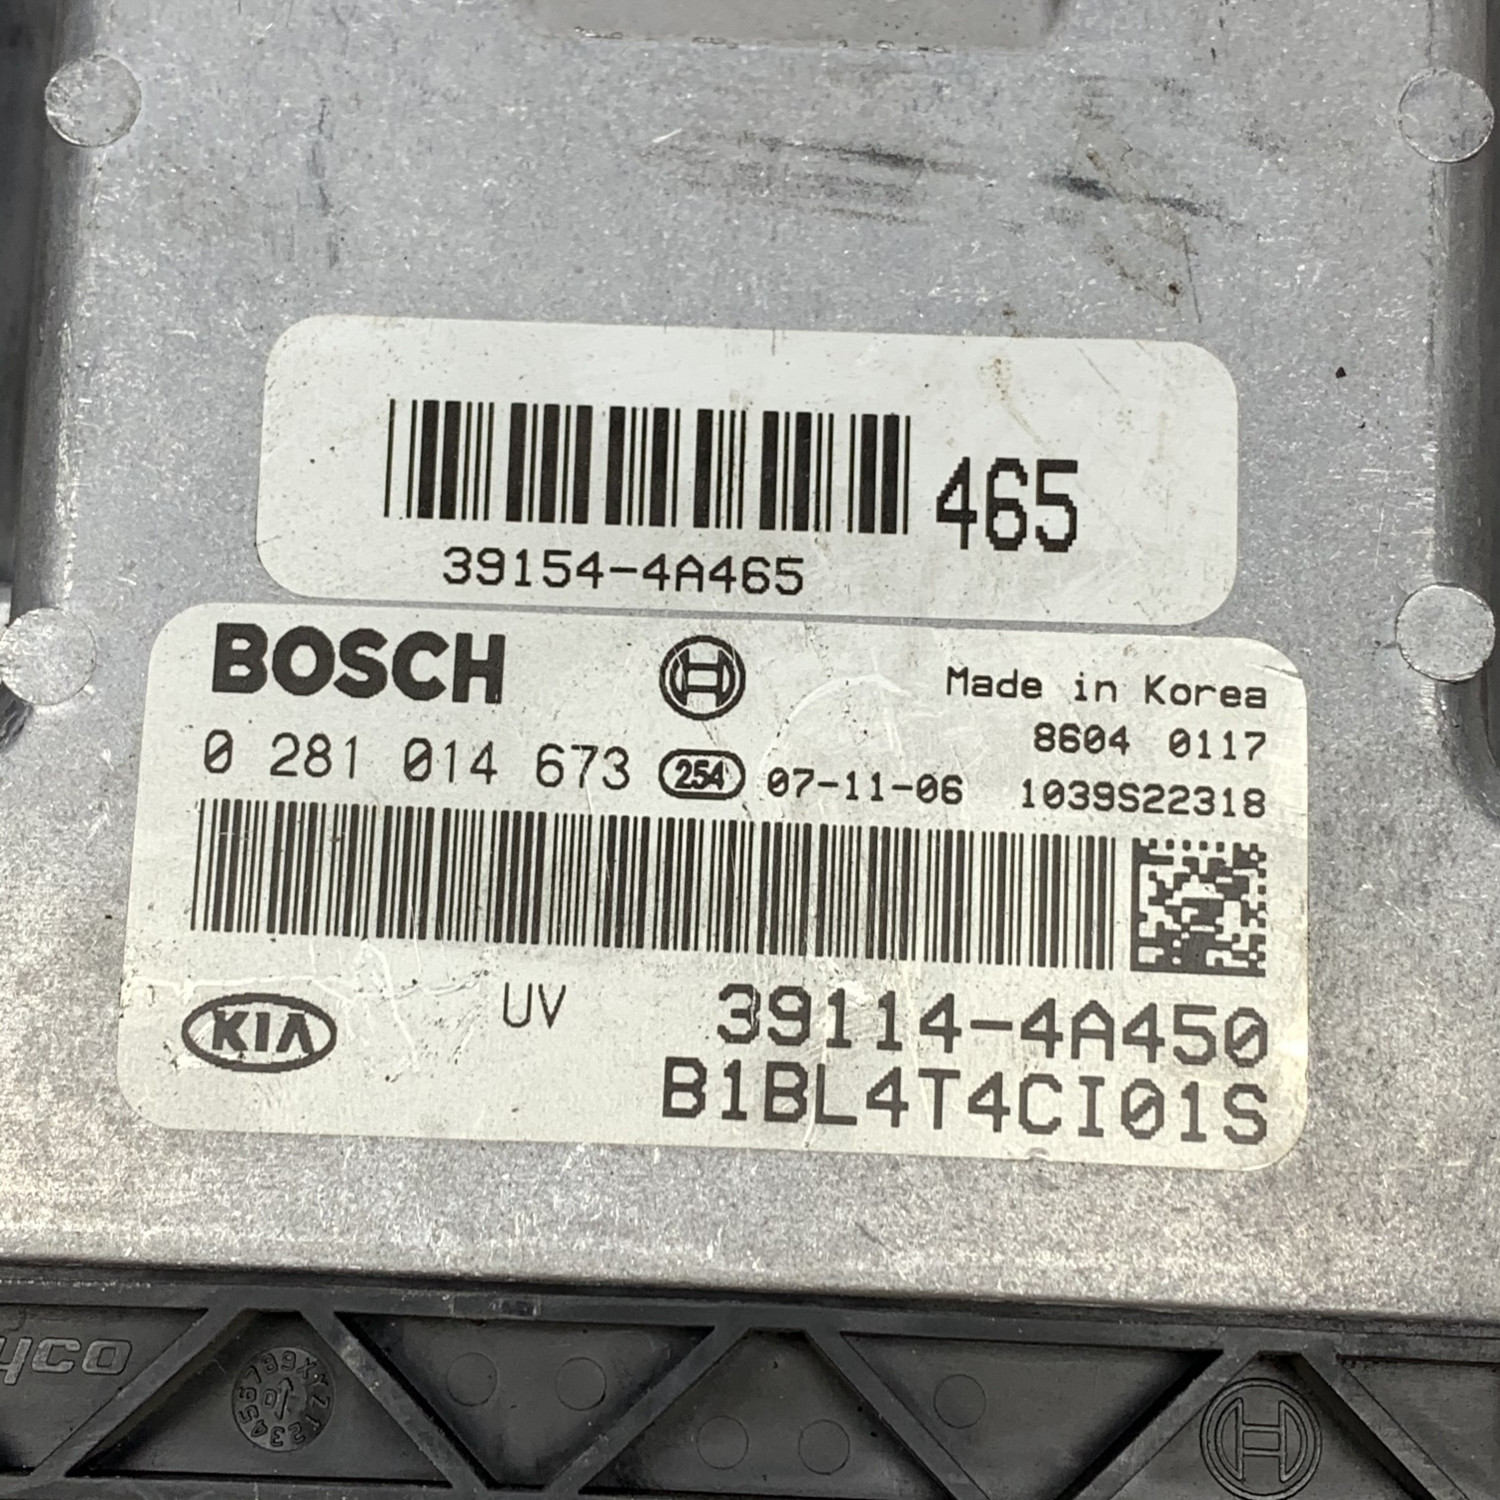 465
39154-4A465
BOSCH
Made in Korea
8604 0117
0 281 014 673 254 07-11-06 1039S22318
KIA UV 39114-4A450
B1BL4T4CI01S
yco